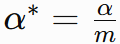 α* = α/m